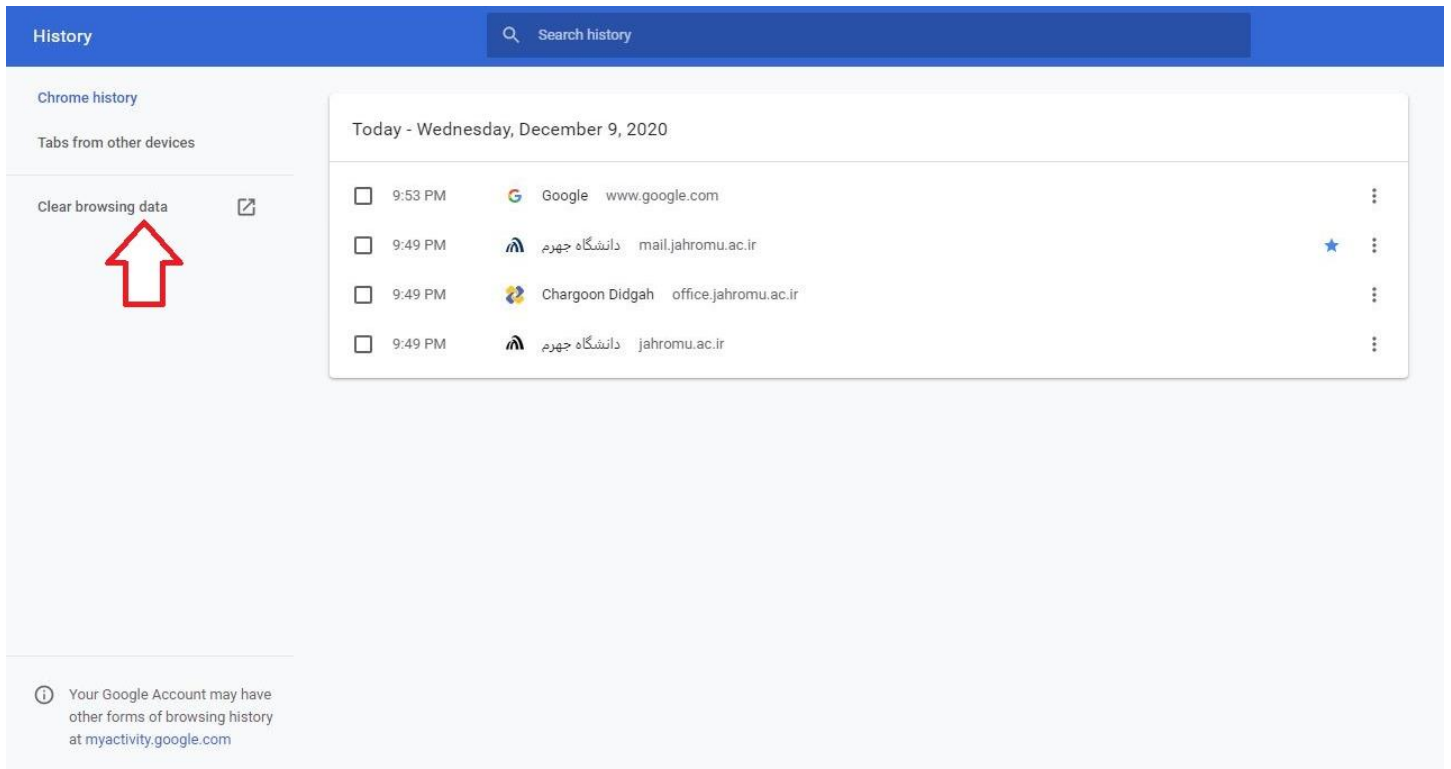 History
Search history
Chrome history
Tabs from other devices
Clear browsing data
Today - Wednesday, December 9, 2020
9:53 PM Google www.google.com
9:49 PM دانشگاه جهرم mail.jahromu.ac.ir
9:49 PM Chargoon Didgah office.jahromu.ac.ir
9:49 PM دانشگاه جهرم jahromu.ac.ir
Your Google Account may have
other forms of browsing history
at myactivity.google.com